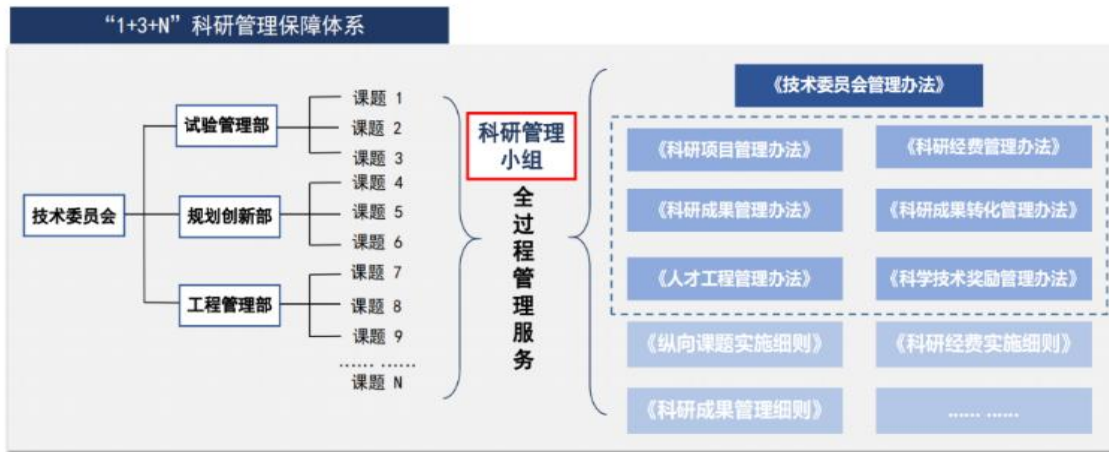 “1+3+N”科研管理保障体系
技术委员会
试验管理部
课题 1
课题 2
课题 3
规划创新部
课题 4
课题 5
课题 6
工程管理部
课题 7
课题 8
课题 9
…… ……
课题 N
科研管理
小组
全过程管理服务
《技术委员会管理办法》
《科研项目管理办法》
《科研经费管理办法》
《科研成果管理办法》
《科研成果转化管理办法》
《人才工程管理办法》
《科学技术奖励管理办法》
《纵向课题实施细则》
《科研经费实施细则》
《科研成果管理细则》
…… ……